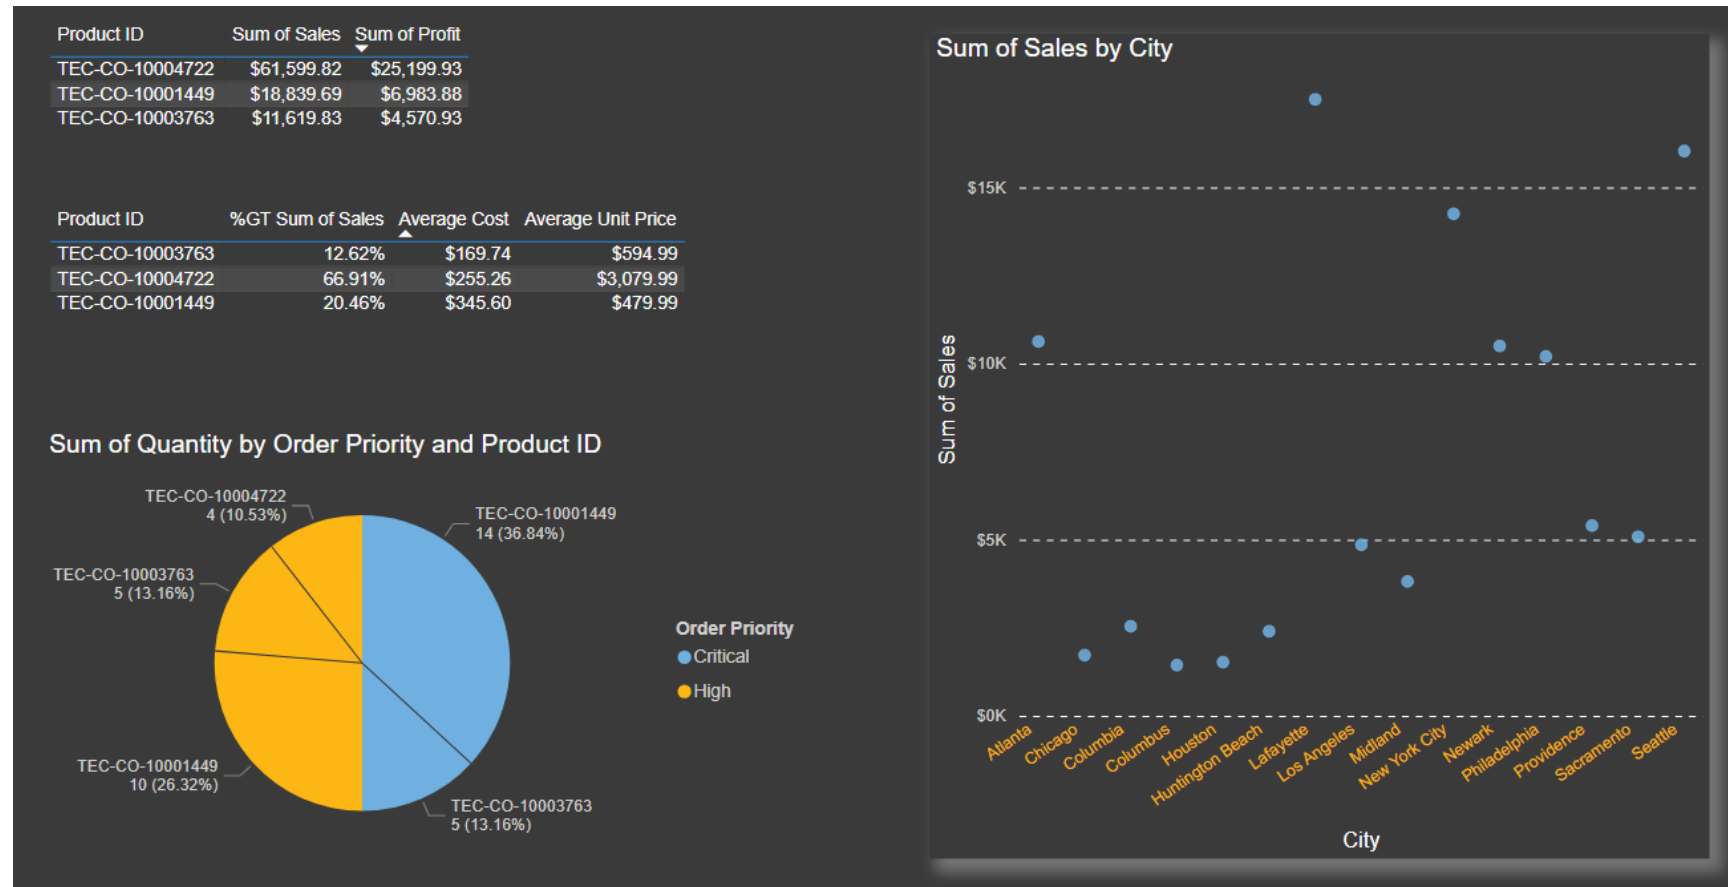 Product ID Sum of Sales Sum of Profit
TEC-CO-10004722 $61,599.82 $25,199.93
TEC-CO-10001449 $18,839.69 $6,983.88
TEC-CO-10003763 $11,619.83 $4,570.93
Product ID %GT Sum of Sales Average Cost Average Unit Price
TEC-CO-10003763 12.62% $169.74 $594.99
TEC-CO-10004722 66.91% $255.26 $3,079.99
TEC-CO-10001449 20.46% $345.60 $479.99
Sum of Quantity by Order Priority and Product ID
TEC-CO-10004722
4 (10.53%)
TEC-CO-10001449
14 (36.84%)
TEC-CO-10003763
5 (13.16%)
TEC-CO-10001449
10 (26.32%)
TEC-CO-10003763
5 (13.16%)
Order Priority
Critical
High
Sum of Sales by City
Sum of Sales
$15K
$10K
$5K
$0K
Atlanta
Chicago
Columbia
Columbus
Houston
Huntington Beach
Lafayette
Los Angeles
Midland
New York City
Newark
Philadelphia
Providence
Sacramento
Seattle
City